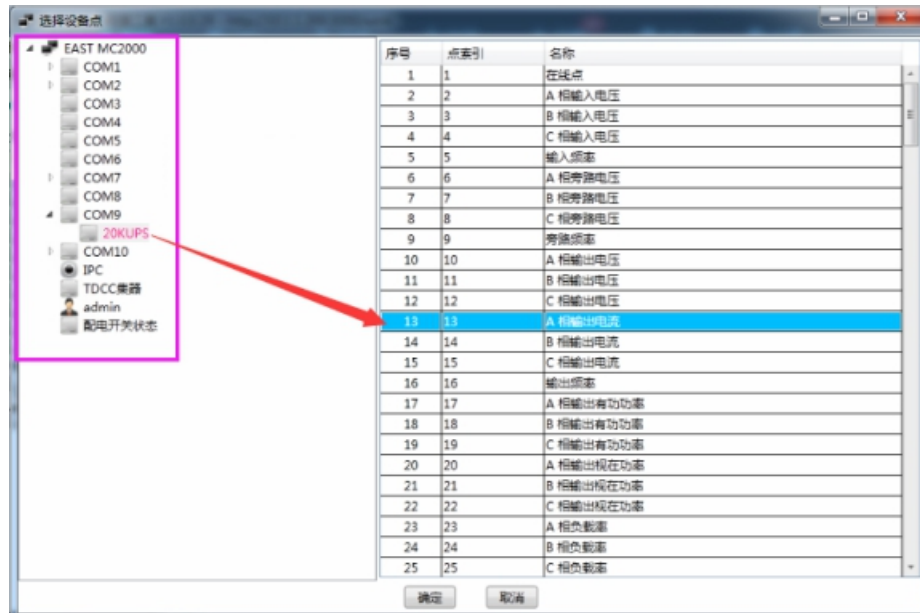 选择设备点
EAST MC2000
COM1
COM2
COM3
COM4
COM5
COM6
COM7
COM8
COM9
20KUPS
COM10
IPC
TDCC集器
admin
配电开关状态
序号 点索引 名称
1 1 在线点
2 2 A 相输入电压
3 3 B 相输入电压
4 4 C 相输入电压
5 5 输入频率
6 6 A 相旁路电压
7 7 B 相旁路电压
8 8 C 相旁路电压
9 9 旁路频率
10 10 A 相输出电压
11 11 B 相输出电压
12 12 C 相输出电压
13 13 A 相输出电流
14 14 B 相输出电流
15 15 C 相输出电流
16 16 输出频率
17 17 A 相输出有功功率
18 18 B 相输出有功功率
19 19 C 相输出有功功率
20 20 A 相输出视在功率
21 21 B 相输出视在功率
22 22 C 相输出视在功率
23 23 A 相负载率
24 24 B 相负载率
25 25 C 相负载率
确定 取消